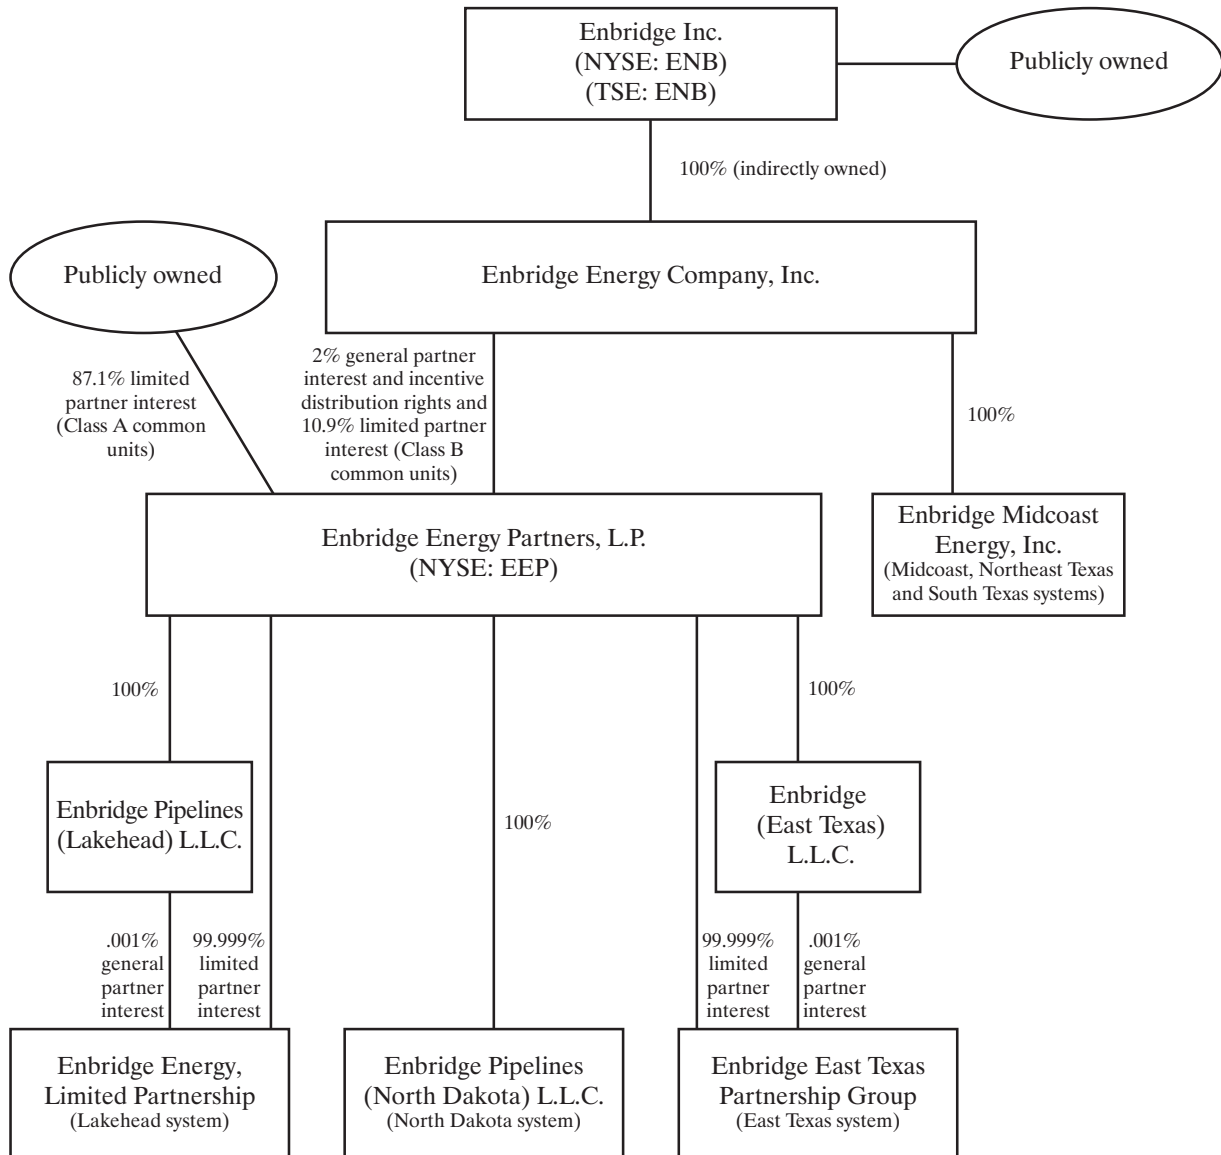 Enbridge Inc.
(NYSE: ENB)
(TSE: ENB)
Publicly owned
100% (indirectly owned)
Publicly owned
Enbridge Energy Company, Inc.
87.1% limited
partner interest
(Class A common
units)
2% general partner
interest and incentive
distribution rights and
10.9% limited partner
interest (Class B
common units)
100%
Enbridge Energy Partners, L.P.
(NYSE: EEP)
Enbridge Midcoast
Energy, Inc.
(Midcoast, Northeast Texas
and South Texas systems)
100%
100%
Enbridge Pipelines
(Lakehead) L.L.C.
100%
Enbridge
(East Texas)
L.L.C.
.001%
general
partner
interest
99.999%
limited
partner
interest
99.999%
limited
partner
interest
.001%
general
partner
interest
Enbridge Energy,
Limited Partnership
(Lakehead system)
Enbridge Pipelines
(North Dakota) L.L.C.
(North Dakota system)
Enbridge East Texas
Partnership Group
(East Texas system)